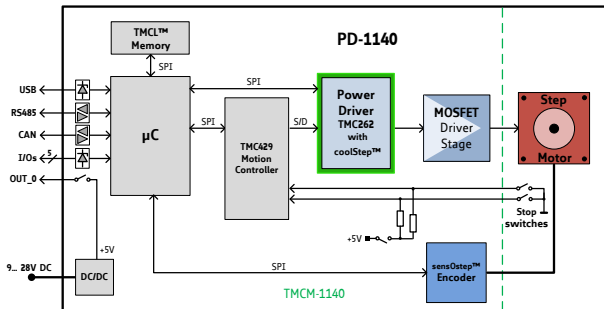 PD-1140
TMCL™
Memory
SPI
USB
RS485
CAN
I/Os
5
OUT_0
µC
SPI
SPI
TMC429
Motion
Controller
S/D
Power
Driver
TMC262
with
coolStep™
MOSFET
Driver
Stage
Step
Motor
Stop
switches
+5V
+5V
9... 28V DC
DC/DC
SPI
sensOstep™
Encoder
TMCM-1140